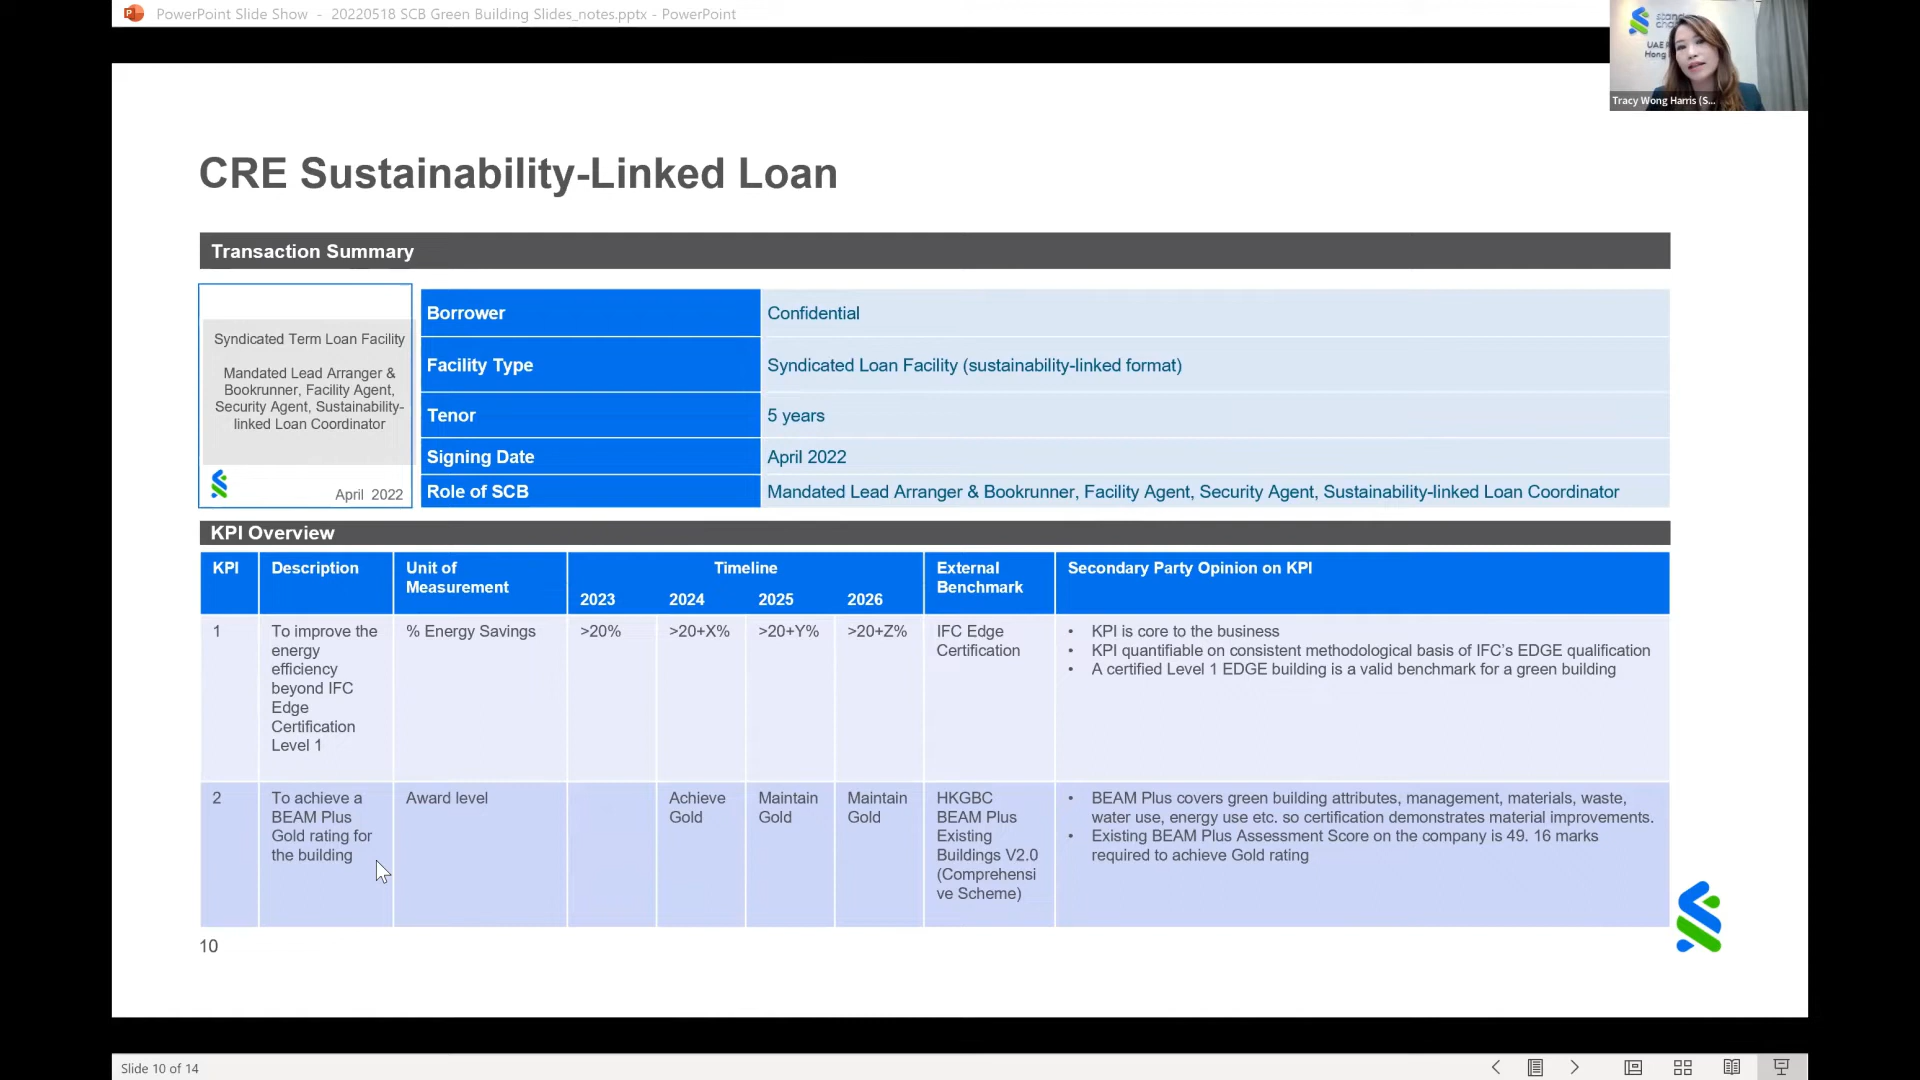 PowerPoint Slide Show - 20220518 SCB Green Building Slides_notes.pptx - PowerPoint
UAE
Hong
Tracy Wong Harris (S...
CRE Sustainability-Linked Loan
Transaction Summary
Syndicated Term Loan Facility
Mandated Lead Arranger &
Bookrunner, Facility Agent,
Security Agent, Sustainability-
linked Loan Coordinator
April 2022
Borrower
Confidential
Facility Type
Syndicated Loan Facility (sustainability-linked format)
Tenor
5 years
Signing Date
April 2022
Role of SCB
Mandated Lead Arranger & Bookrunner, Facility Agent, Security Agent, Sustainability-linked Loan Coordinator
KPI Overview
KPI
Description
Unit of
Measurement
Timeline
2023
2024
2025
2026
External
Benchmark
Secondary Party Opinion on KPI
1
To improve the
energy
efficiency
beyond IFC
Edge
Certification
Level 1
% Energy Savings
>20%
>20+X%
>20+Y%
>20+Z%
IFC Edge
Certification
• KPI is core to the business
• KPI quantifiable on consistent methodological basis of IFC's EDGE qualification
• A certified Level 1 EDGE building is a valid benchmark for a green building
2
To achieve a
BEAM Plus
Gold rating for
the building
Award level
Achieve
Gold
Maintain
Gold
Maintain
Gold
HKGBC
BEAM Plus
Existing
Buildings V2.0
(Comprehensi
ve Scheme)
• BEAM Plus covers green building attributes, management, materials, waste,
water use, energy use etc. so certification demonstrates material improvements.
• Existing BEAM Plus Assessment Score on the company is 49. 16 marks
required to achieve Gold rating
10
Slide 10 of 14